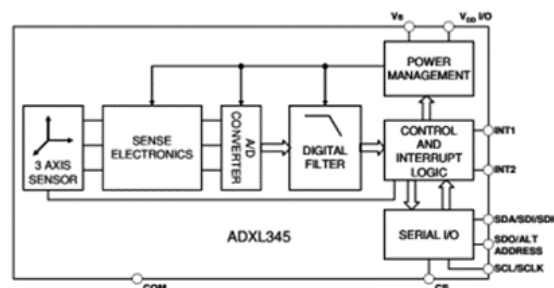 VS
VDD I/O
POWER
MANAGEMENT
3 AXIS
SENSOR
SENSE
ELECTRONICS
A/D
CONVERTER
DIGITAL
FILTER
CONTROL
AND
INTERRUPT
LOGIC
INT1
INT2
ADXL345
SERIAL I/O
SDA/SDI/SDI
SDO/ALT
ADDRESS
SCL/SCLK
COM
CS